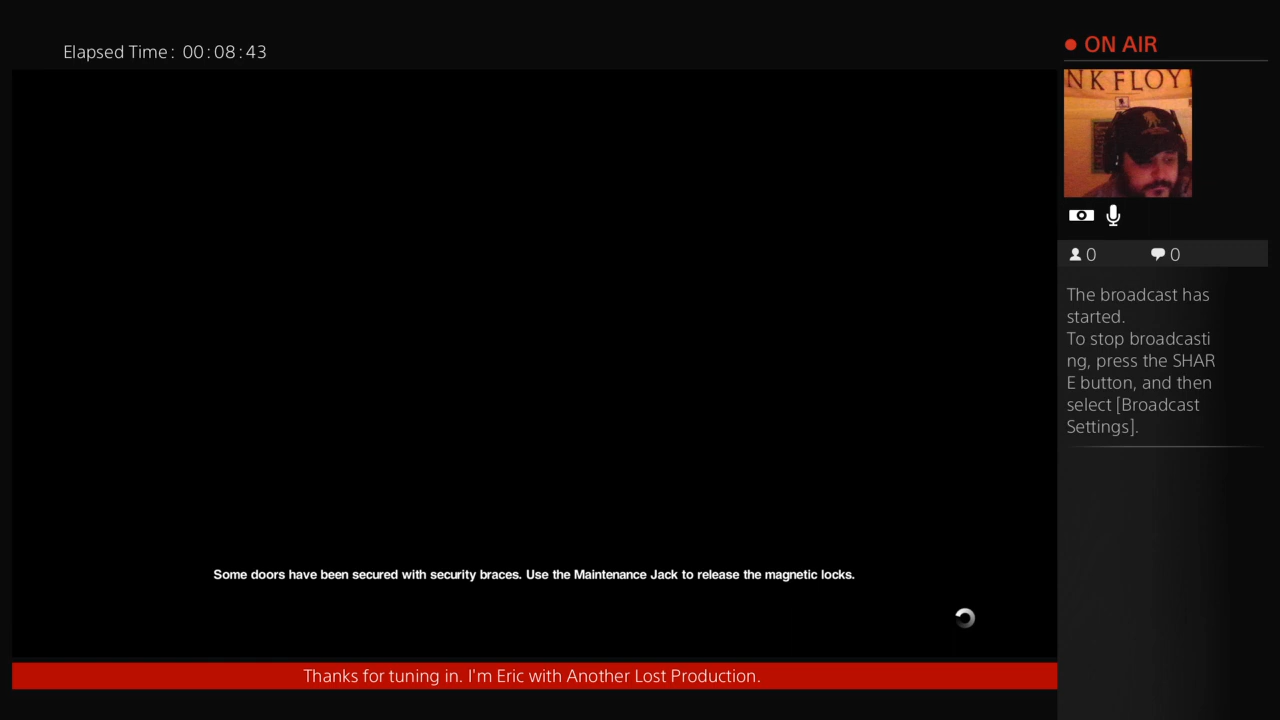 Elapsed Time: 00:08:43
ON AIR
NK FLOY
0 0
The broadcast has
started.
To stop broadcasti
ng, press the SHAR
E button, and then
select [Broadcast
Settings].
Some doors have been secured with security braces. Use the Maintenance Jack to release the magnetic locks.
Thanks for tuning in. I'm Eric with Another Lost Production.